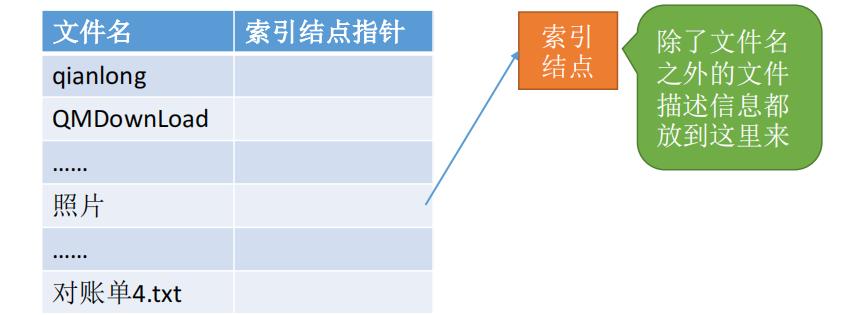 文件名 索引结点指针
qianlong
QMDownLoad
……
照片
……
对账单4.txt
索引
结点
除了文件名
之外的文件
描述信息都
放到这里来